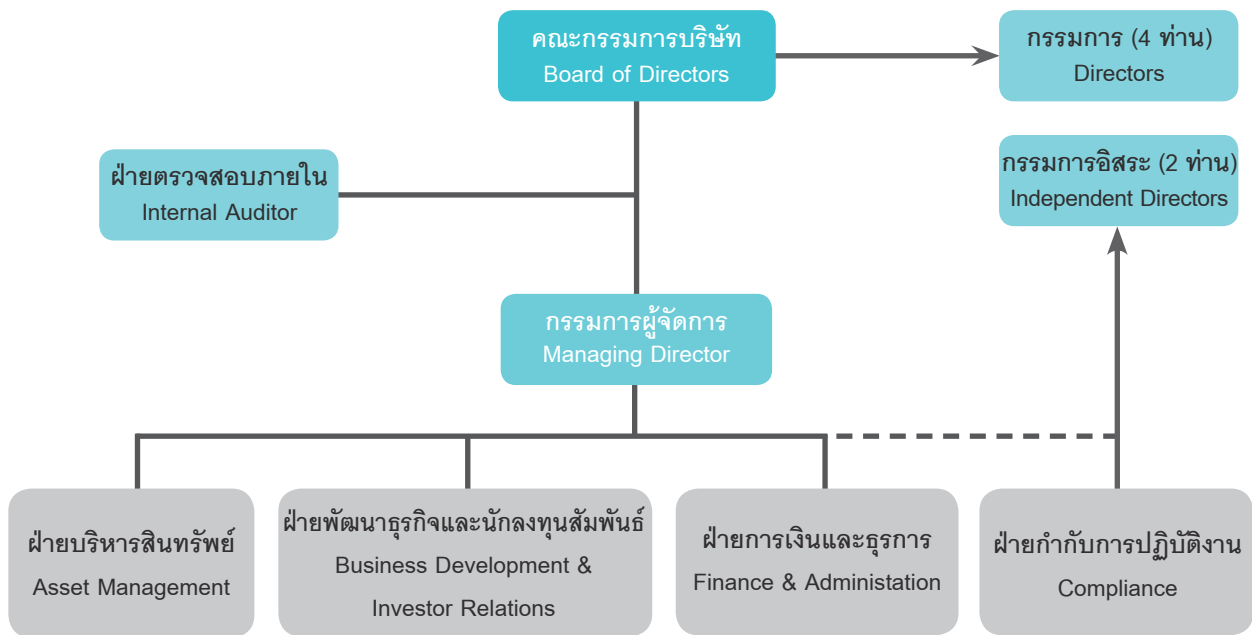 คณะกรรมการบริษัท
Board of Directors
กรรมการ (4 ท่าน)
Directors
ฝ่ายตรวจสอบภายใน
Internal Auditor
กรรมการอิสระ (2 ท่าน)
Independent Directors
กรรมการผู้จัดการ
Managing Director
ฝ่ายบริหารสินทรัพย์
Asset Management
ฝ่ายพัฒนาธุรกิจและนักลงทุนสัมพันธ์
Business Development &
Investor Relations
ฝ่ายการเงินและธุรการ
Finance & Administation
ฝ่ายกำกับการปฏิบัติงาน
Compliance